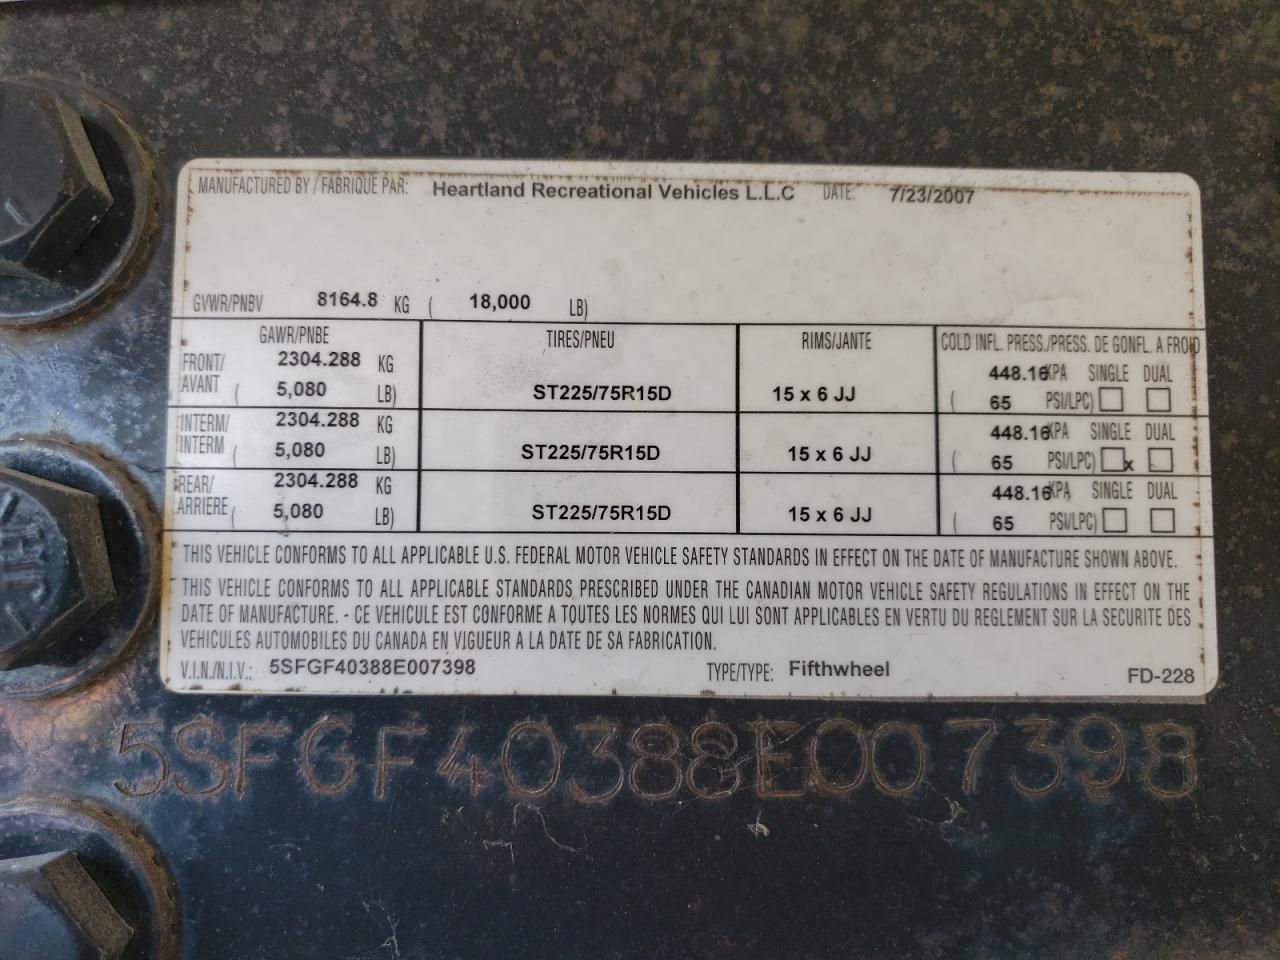 MANUFACTURED BY / FABRIQUE PAR: Heartland Recreational Vehicles L.L.C DATE: 7/23/2007
GVWR/PNBV 8164.8 KG ( 18,000 LB)
GAWR/PNBE TIRES/PNEU RIMS/JANTE COLD INFL. PRESS./PRESS. DE GONFL. A FROID
FRONT/ 2304.288 KG 448.16 KPA SINGLE DUAL
AVANT ( 5,080 LB) ST225/75R15D 15 x 6 JJ ( 65 PSI/LPC)
INTERM/ 2304.288 KG 448.16 KPA SINGLE DUAL
INTERM ( 5,080 LB) ST225/75R15D 15 x 6 JJ ( 65 PSI/LPC) x
REAR/ 2304.288 KG 448.16 KPA SINGLE DUAL
ARRIERE ( 5,080 LB) ST225/75R15D 15 x 6 JJ ( 65 PSI/LPC)
THIS VEHICLE CONFORMS TO ALL APPLICABLE U.S. FEDERAL MOTOR VEHICLE SAFETY STANDARDS IN EFFECT ON THE DATE OF MANUFACTURE SHOWN ABOVE.
THIS VEHICLE CONFORMS TO ALL APPLICABLE STANDARDS PRESCRIBED UNDER THE CANADIAN MOTOR VEHICLE SAFETY REGULATIONS IN EFFECT ON THE
DATE OF MANUFACTURE. - CE VEHICULE EST CONFORME A TOUTES LES NORMES QUI LUI SONT APPLICABLES EN VERTU DU REGLEMENT SUR LA SECURITE DES
VEHICULES AUTOMOBILES DU CANADA EN VIGUEUR A LA DATE DE SA FABRICATION.
V.I.N./N.I.V.: 5SFGF40388E007398 TYPE/TYPE: Fifthwheel FD-228
5SFGF40388E007398